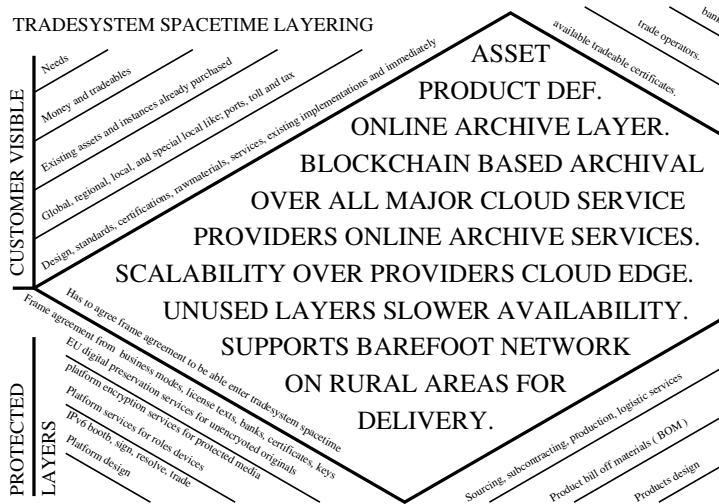 TRADESYSTEM SPACETIME LAYERING
CUSTOMER VISIBLE
Needs
Money and tradeables
Existing assets and instances already purchased
Global, regional, local, and special local like; ports, toll and tax
Design, standards, certifications, rawmaterials, services, existing implementations and immediately
bank
trade operators.
available tradeable certificates.
ASSET
PRODUCT DEF.
ONLINE ARCHIVE LAYER.
BLOCKCHAIN BASED ARCHIVAL
OVER ALL MAJOR CLOUD SERVICE
PROVIDERS ONLINE ARCHIVE SERVICES.
SCALABILITY OVER PROVIDERS CLOUD EDGE.
UNUSED LAYERS SLOWER AVAILABILITY.
SUPPORTS BAREFOOT NETWORK
ON RURAL AREAS FOR
DELIVERY.
PROTECTED
LAYERS
Has to agree frame agreement to be able enter tradesystem spacetime
Frame agreement from business modes, license texts, banks, certificates, keys
EU digital preservation services for unencryoted originals
platform encryption services for protected media
Platform services for roles devices
IPv6 booth, sign, resolve, trade
Platform design
Sourcing, subcontracting, production, logistic services
Product bill off materials ( BOM )
Products design